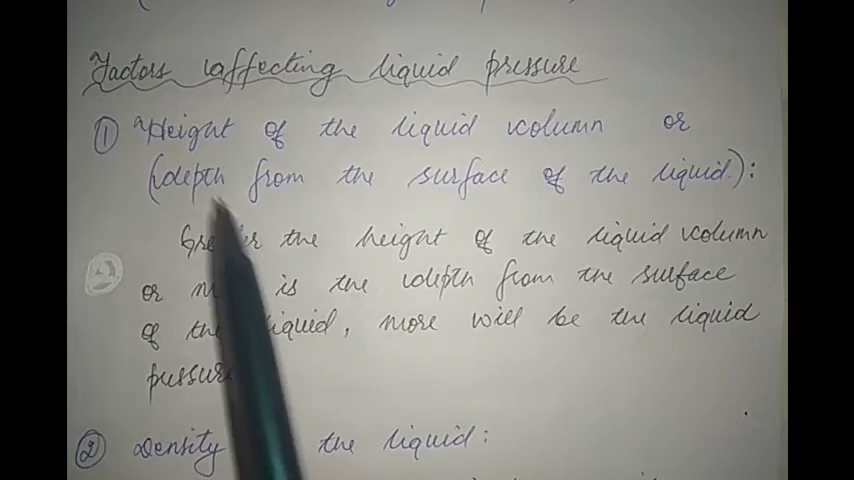 Factors affecting liquid pressure
① Height of the liquid column or
(depth from the surface of the liquid.):
the height of the liquid column
or is the depth from the surface
of the liquid, more will be the liquid
② Density the liquid: